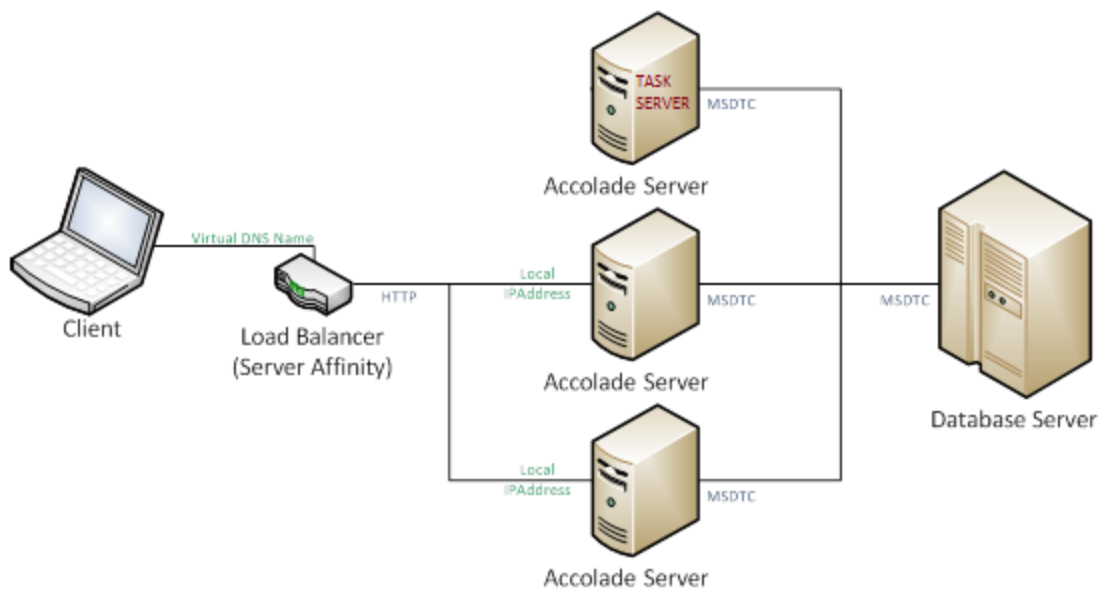 TASK
SERVER
MSDTC
Accolade Server
Virtual DNS Name
Client
HTTP
Load Balancer
(Server Affinity)
Local
IPAddress
MSDTC
Accolade Server
MSDTC
Database Server
Local
IPAddress
MSDTC
Accolade Server